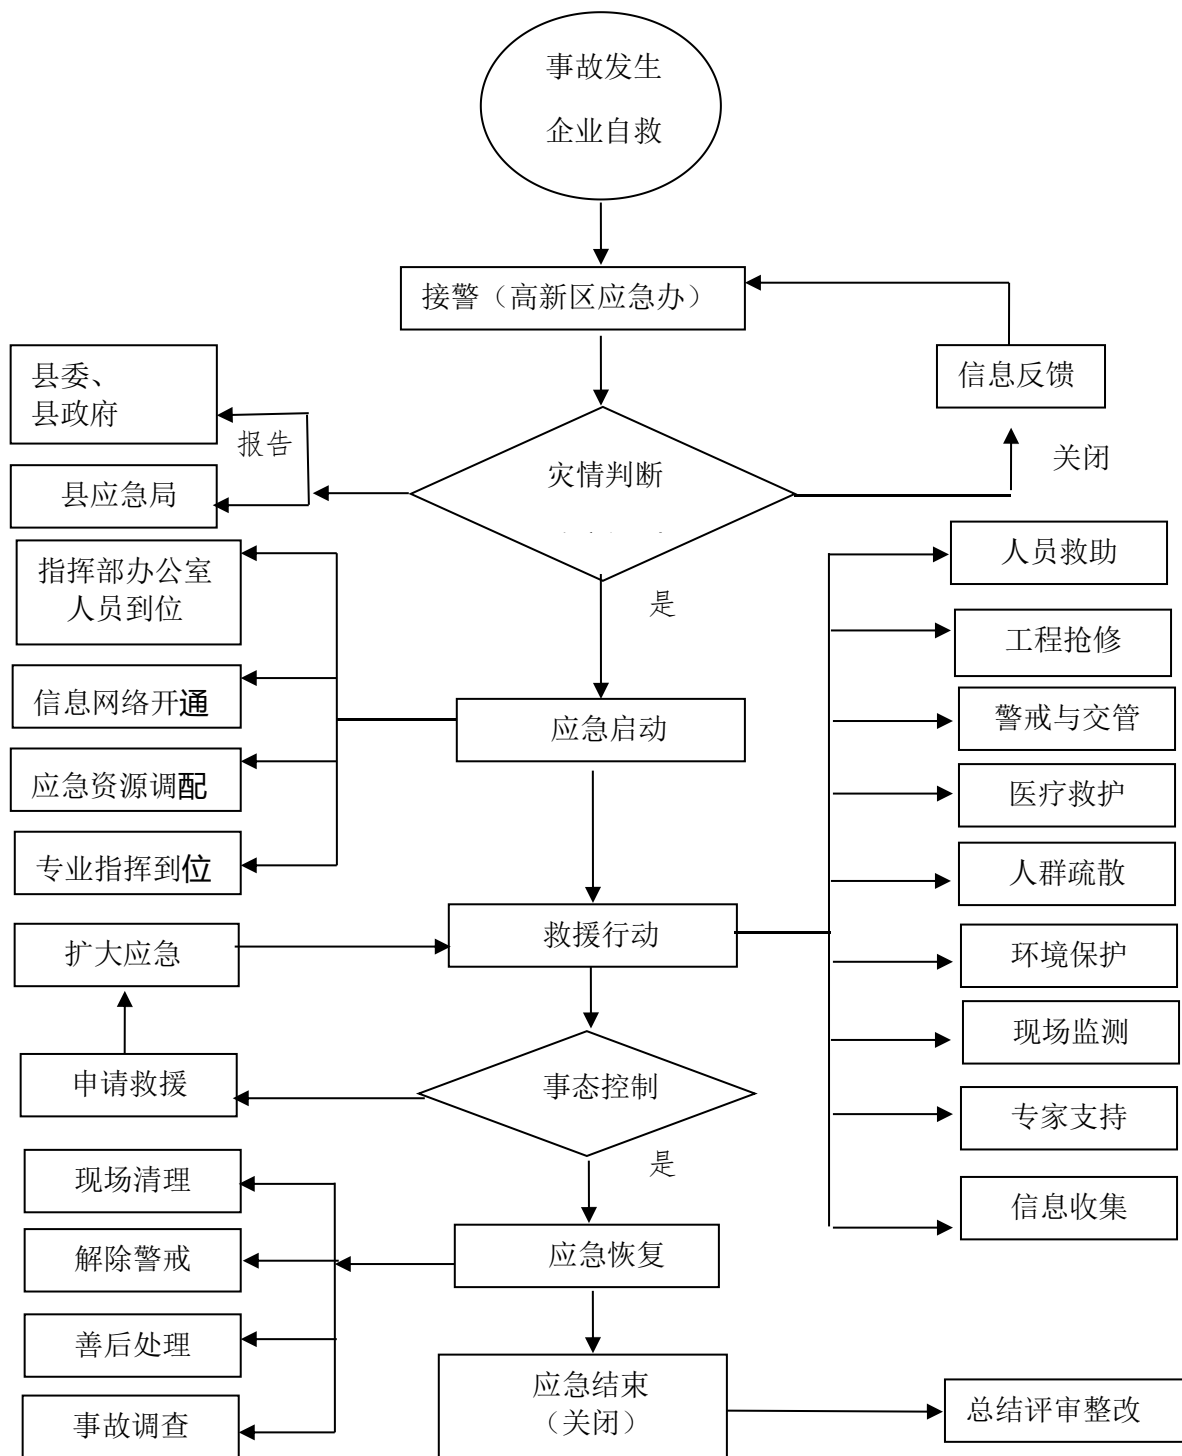 事故发生
企业自救
接警（高新区应急办）
县委、
县政府
信息反馈
报告
灾情判断
关闭
县应急局
人员救助
指挥部办公室
人员到位
是
工程抢修
信息网络开通
应急启动
警戒与交管
应急资源调配
医疗救护
专业指挥到位
人群疏散
扩大应急
救援行动
环境保护
现场监测
申请救援
事态控制
专家支持
现场清理
是
信息收集
解除警戒
应急恢复
善后处理
应急结束
（关闭）
总结评审整改
事故调查